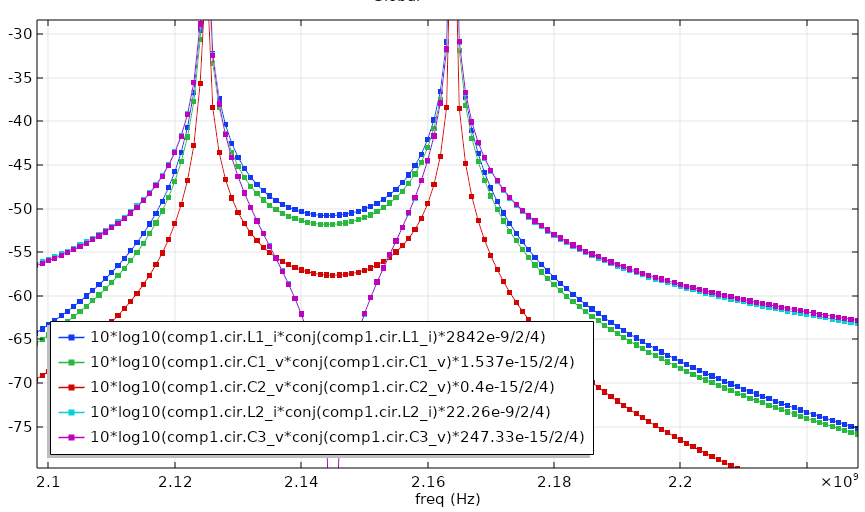 -30
-35
-40
-45
-50
-55
-60
-65
-70
-75
10*log10(comp1.cir.L1_i*conj(comp1.cir.L1_i)*2842e-9/2/4)
10*log10(comp1.cir.C1_v*conj(comp1.cir.C1_v)*1.537e-15/2/4)
10*log10(comp1.cir.C2_v*conj(comp1.cir.C2_v)*0.4e-15/2/4)
10*log10(comp1.cir.L2_i*conj(comp1.cir.L2_i)*22.26e-9/2/4)
10*log10(comp1.cir.C3_v*conj(comp1.cir.C3_v)*247.33e-15/2/4)
2.1 2.12 2.14 2.16 2.18 2.2 ×10⁹
freq (Hz)